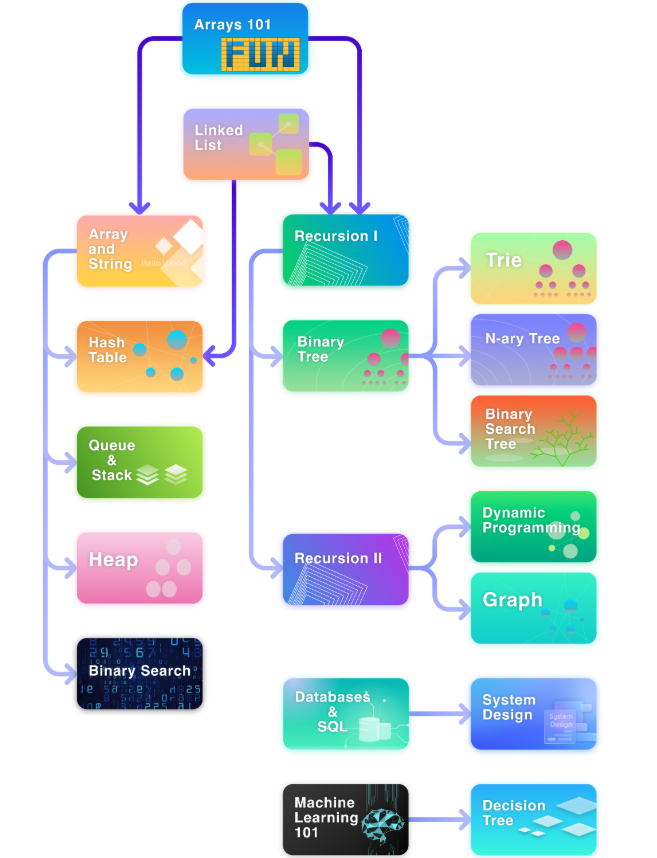 Arrays 101
FUN
Linked
List
Array
and
String
Recursion I
Trie
Hash
Table
Binary
Tree
N-ary Tree
Binary
Search
Tree
Queue
&
Stack
Dynamic
Programming
Heap
Recursion II
Graph
Binary Search
Databases
&
SQL
System
Design
System
Design
Machine
Learning
101
Decision
Tree